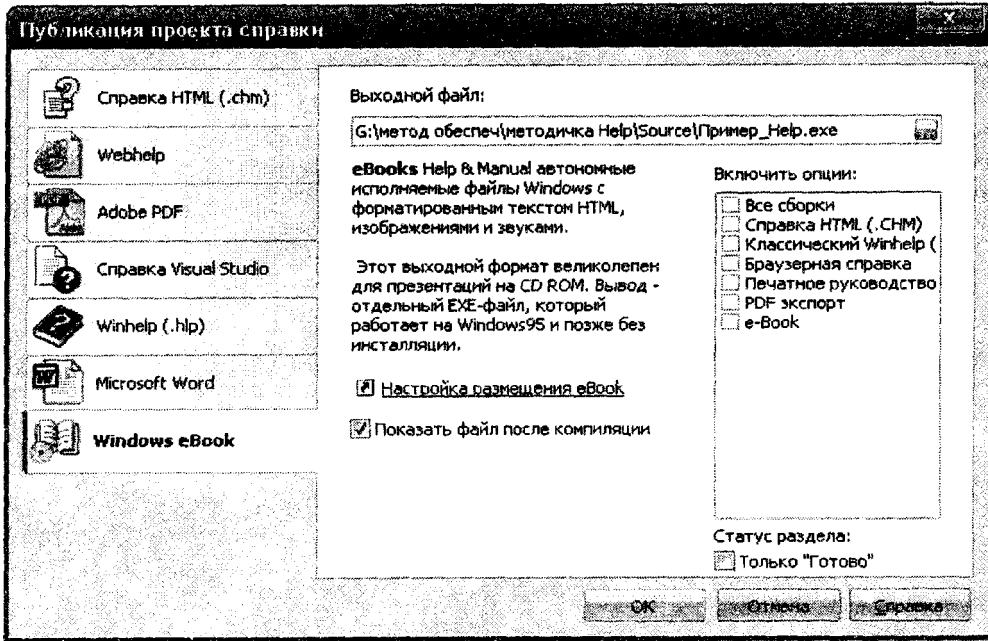 Публикация проекта справки
Справка HTML (.chm)
Webhelp
Adobe PDF
Справка Visual Studio
Winhelp (.hlp)
Microsoft Word
Windows eBook
Выходной файл:
G:\метод обеспеч\методичка Help\Source\Пример_Help.exe
eBooks Help & Manual автономные
исполняемые файлы Windows с
форматированным текстом HTML,
изображениями и звуками.
Этот выходной формат великолепен
для презентаций на CD ROM. Вывод -
отдельный EXE-файл, который
работает на Windows95 и позже без
инсталляции.
Настройка размещения eBook
Показать файл после компиляции
Включить опции:
Все сборки
Справка HTML (.CHM)
Классический Winhelp (
Браузерная справка
Печатное руководство
PDF экспорт
e-Book
Статус раздела:
Только "Готово"
OK
Отмена
Справка